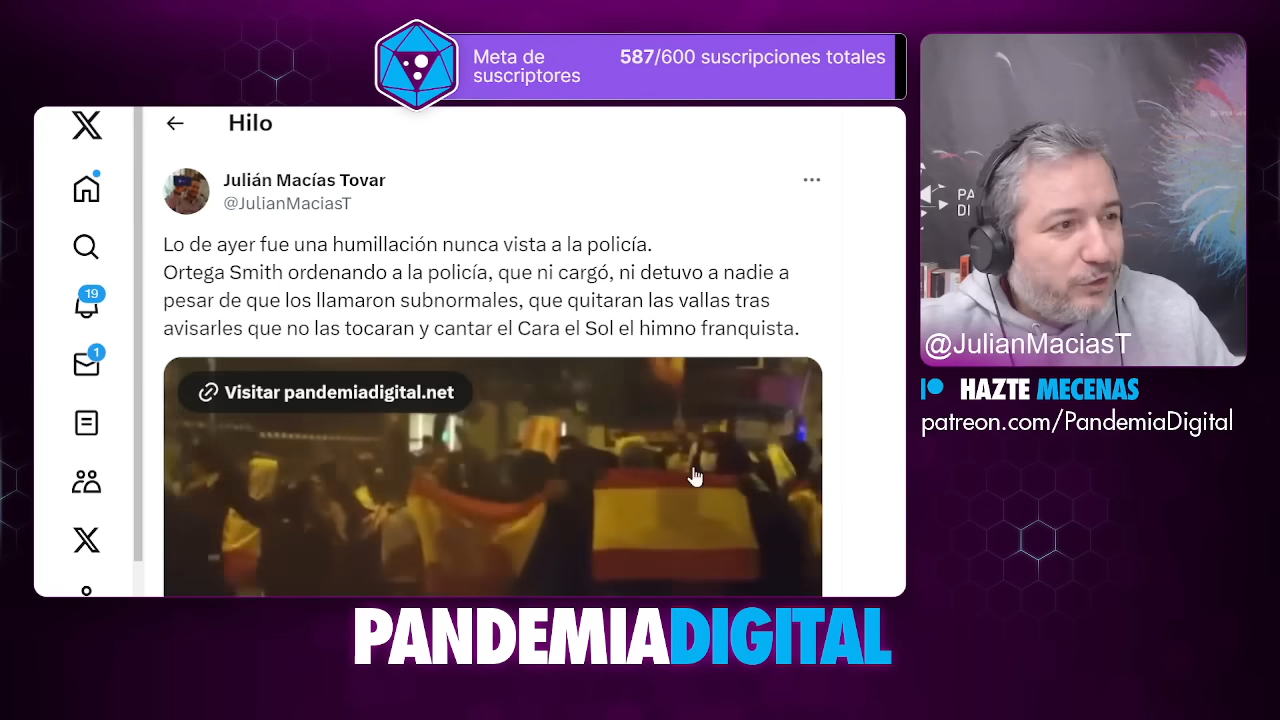 Meta de
suscriptores
587/600 suscripciones totales
Hilo
Julián Macías Tovar
@JulianMaciasT
Lo de ayer fue una humillación nunca vista a la policía.
Ortega Smith ordenando a la policía, que ni cargó, ni detuvo a nadie a
pesar de que los llamaron subnormales, que quitaran las vallas tras
avisarles que no las tocaran y cantar el Cara el Sol el himno franquista.
Visitar pandemiadigital.net
19
1
PA
DI
@JulianMaciasT
HAZTE MECENAS
patreon.com/PandemiaDigital
PANDEMIADIGITAL